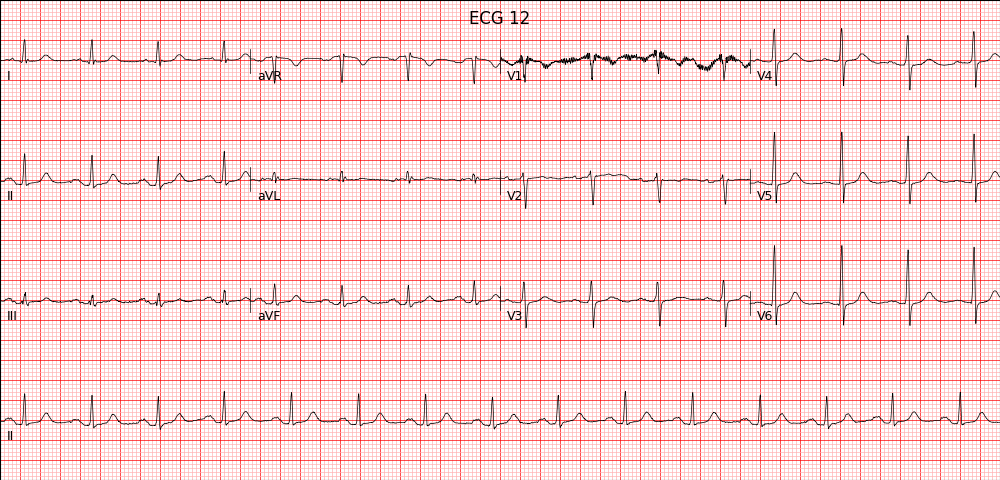 ECG 12
I aVR V1 V4
II aVL V2 V5
III aVF V3 V6
II